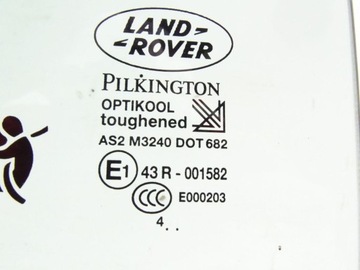 LAND
ROVER
PILKINGTON
OPTIKOOL
toughened
AS2 M3240 DOT 682
E1 43 R - 001582
CCC E000203
4..